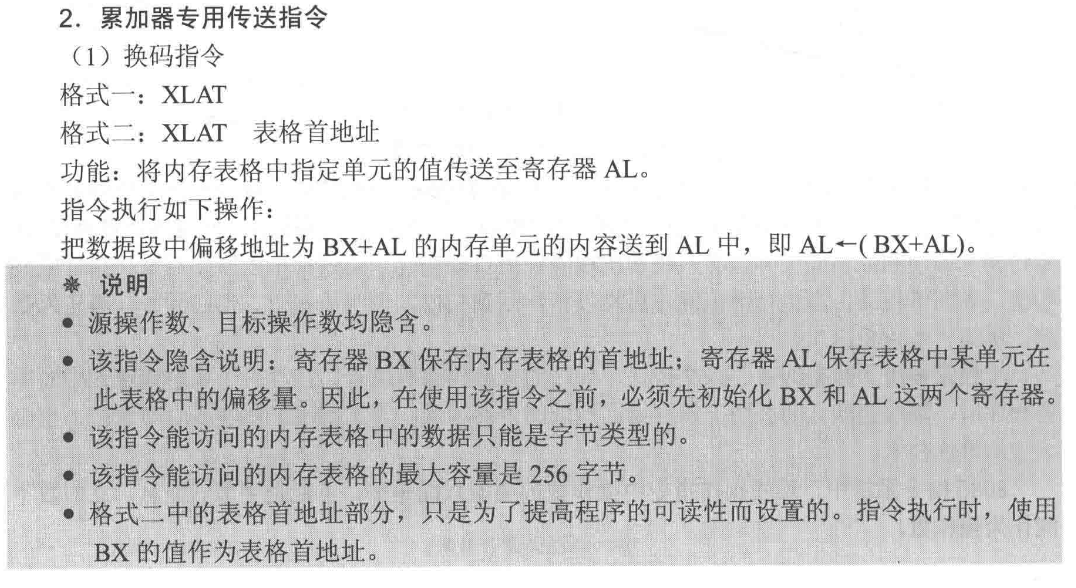 2．累加器专用传送指令
（1）换码指令
格式一：XLAT
格式二：XLAT 表格首地址
功能：将内存表格中指定单元的值传送至寄存器 AL。
指令执行如下操作：
把数据段中偏移地址为 BX+AL 的内存单元的内容送到 AL 中，即 AL←( BX+AL)。
※ 说明
● 源操作数、目标操作数均隐含。
● 该指令隐含说明：寄存器 BX 保存内存表格的首地址；寄存器 AL 保存表格中某单元在
此表格中的偏移量。因此，在使用该指令之前，必须先初始化 BX 和 AL 这两个寄存器。
● 该指令能访问的内存表格中的数据只能是字节类型的。
● 该指令能访问的内存表格的最大容量是 256 字节。
● 格式二中的表格首地址部分，只是为了提高程序的可读性而设置的。指令执行时，使用
BX 的值作为表格首地址。